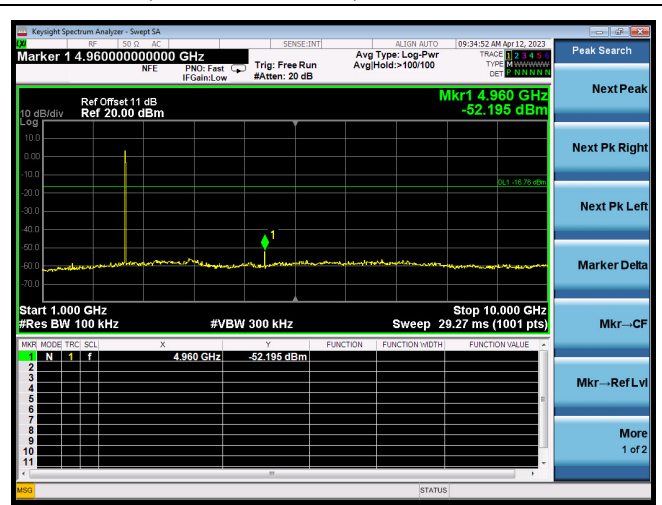 Keysight Spectrum Analyzer - Swept SA
RF 50 Ω AC SENSE:INT ALIGN AUTO 09:34:52 AM Apr 12, 2023
Marker 1 4.960000000000 GHz
NFE PNO: Fast IFGain:Low
Trig: Free Run #Atten: 20 dB
Avg Type: Log-Pwr Avg|Hold:>100/100
TRACE 1 2 3 4 5 6
TYPE M WWWWW
DET P N N N N N
Peak Search
Next Peak
Next Pk Right
Next Pk Left
Marker Delta
Mkr→CF
Mkr→RefLvl
More
1 of 2
Ref Offset 11 dB
10 dB/div Ref 20.00 dBm
Log
Mkr1 4.960 GHz
-52.195 dBm
10.0
0.00
-10.0
DL1 -16.76 dBm
-20.0
-30.0
-40.0
1
-50.0
-60.0
-70.0
Start 1.000 GHz Stop 10.000 GHz
#Res BW 100 kHz #VBW 300 kHz Sweep 29.27 ms (1001 pts)
MKR MODE TRC SCL X Y FUNCTION FUNCTION WIDTH FUNCTION VALUE
1 N 1 f 4.960 GHz -52.195 dBm
2
3
4
5
6
7
8
9
10
11
MSG STATUS